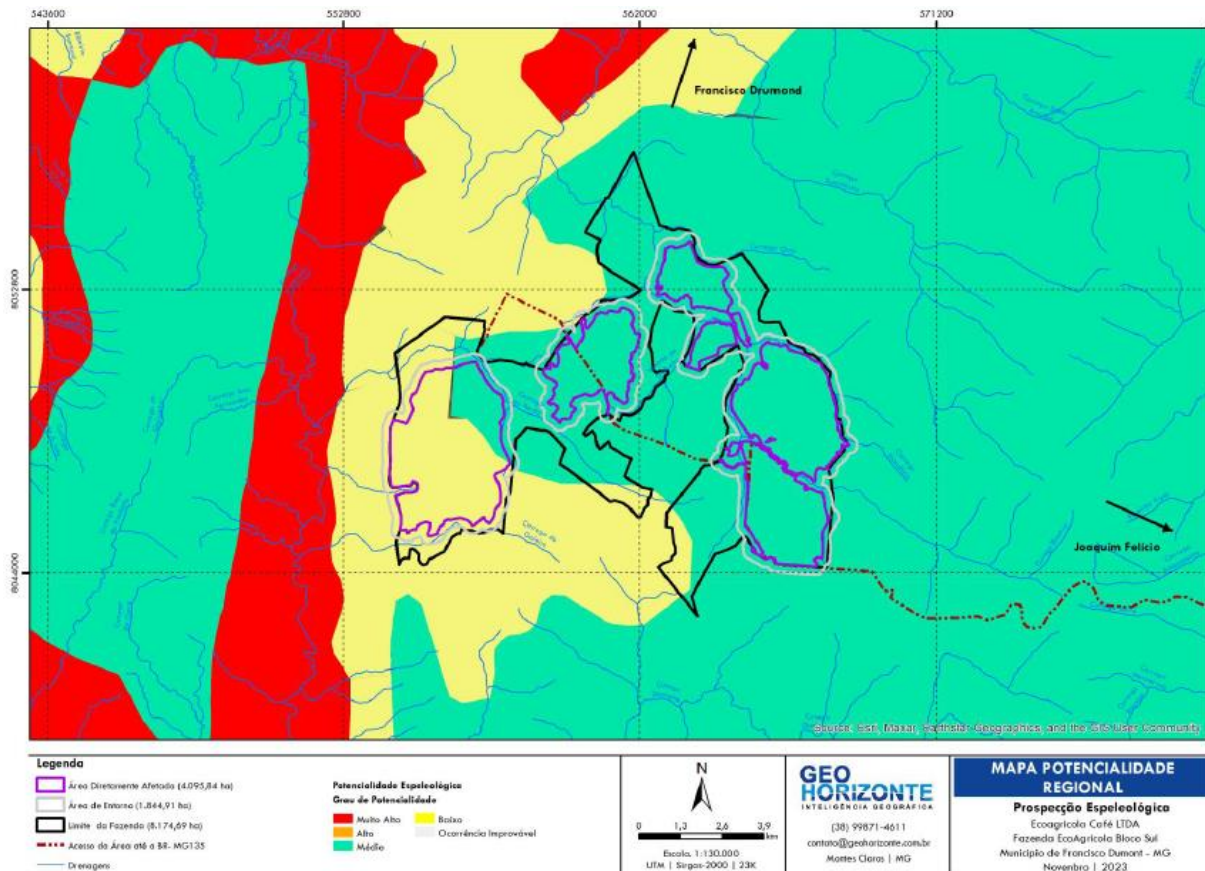 543600
552800
562000
571200
Francisco Drumond
8052800
8044000
Joaquim Felício
Source: Esri, Maxar, Earthstar Geographics, and the GIS User Community
Legenda
Área Diretamente Afetada (4.095,84 ha)
Área de Entorno (1.844,91 ha)
Limite da Fazenda (8.174,69 ha)
Acesso da Área até a BR- MG135
Drenagens
Potencialidade Espeleológica
Grau de Potencialidade
Muito Alto
Alto
Médio
Baixo
Ocorrência Improvável
N
0 1,3 2,6 3,9
km
Escala: 1:130.000
UTM | Sirgas-2000 | 23K
GEO
HORIZONTE
INTELIGÊNCIA GEOGRÁFICA
(38) 99871-4611
contato@geohorizonte.com.br
Montes Claros | MG
MAPA POTENCIALIDADE
REGIONAL
Prospecção Espeleológica
Ecoagrícola Café LTDA
Fazenda EcoAgrícola Bloco Sul
Município de Francisco Dumont - MG
Novembro | 2023